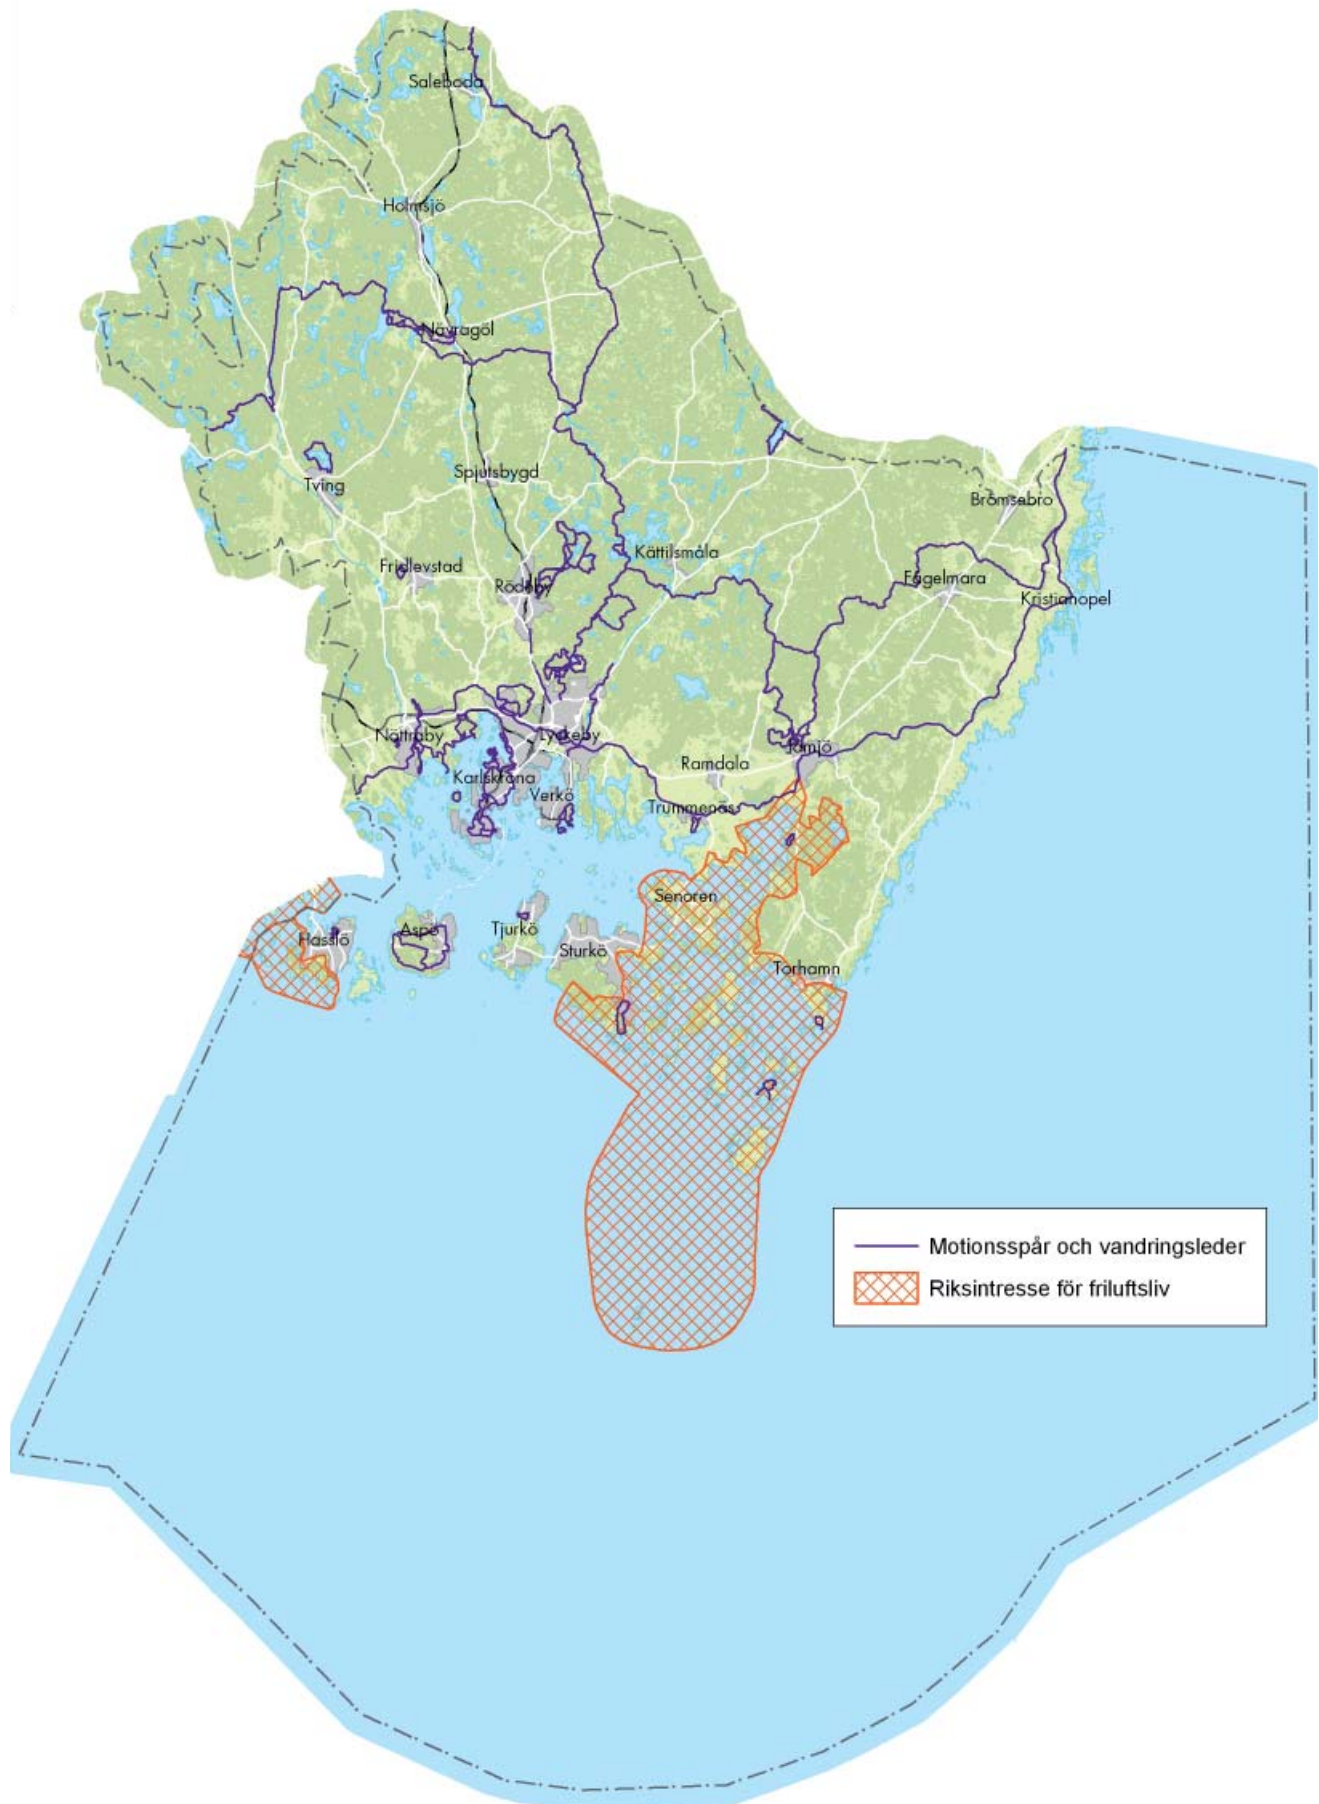 Saleboda
Holmsjö
Nävragöl
Spjutsbygd
Tving
Brömsebro
Kättilsmåla
Fridlevstad
Fågelmara
Rödeby
Kristianopel
Nättraby
Lyckeby
Jämjö
Ramdala
Karlskrona
Verkö
Trummenäs
Senoren
Hasslö
Aspö
Tjurkö
Sturkö
Torhamn
Motionsspår och vandringsleder
Riksintresse för friluftsliv